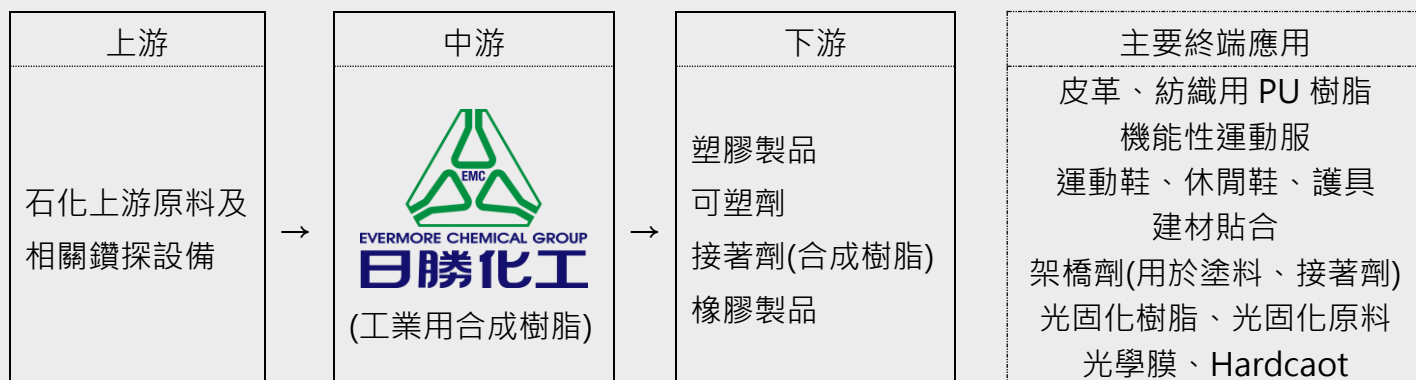 上游
石化上游原料及
相關鑽探設備
→
中游
EMC
EVERMORE CHEMICAL GROUP
日勝化工
(工業用合成樹脂)
→
下游
塑膠製品
可塑劑
接著劑(合成樹脂)
橡膠製品
主要終端應用
皮革、紡織用 PU 樹脂
機能性運動服
運動鞋、休閒鞋、護具
建材貼合
架橋劑(用於塗料、接著劑)
光固化樹脂、光固化原料
光學膜、Hardcaot